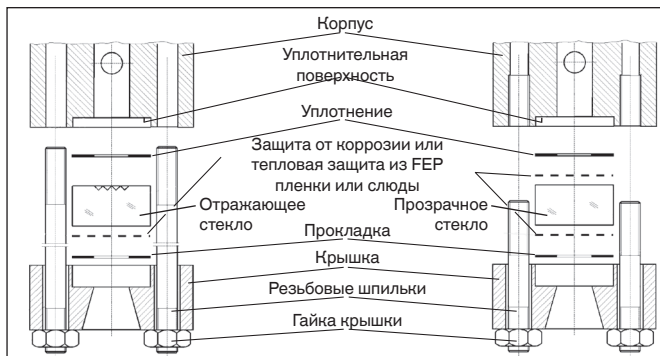 Корпус
Уплотнительная
поверхность
Уплотнение
Защита от коррозии или
тепловая защита из FEP
пленки или слюды
Отражающее
стекло
Прозрачное
стекло
Прокладка
Крышка
Резьбовые шпильки
Гайка крышки